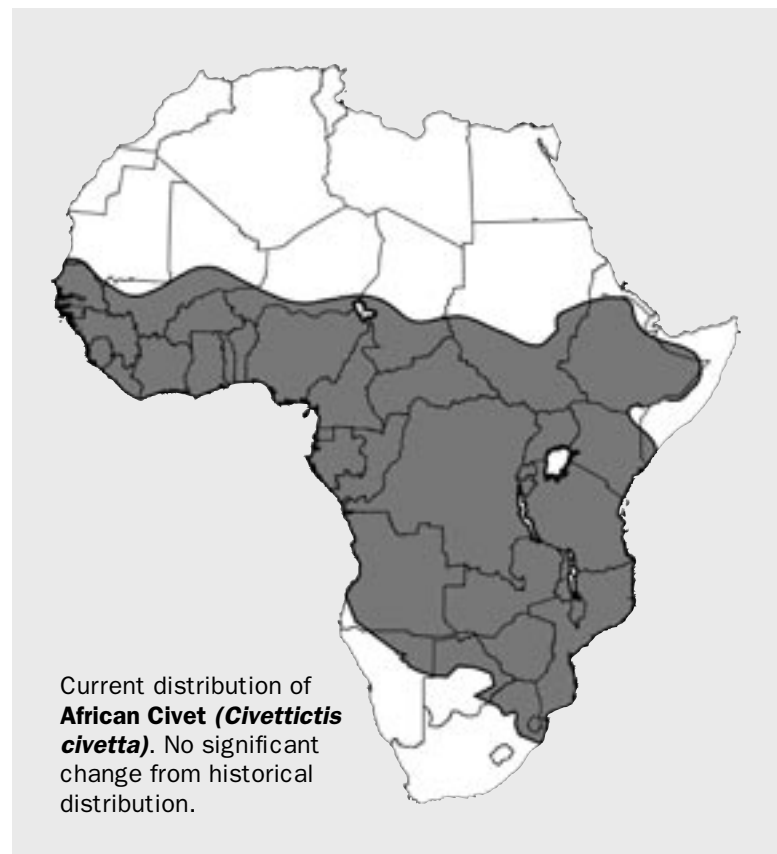 Current distribution of
African Civet (Civettictis
civetta). No significant
change from historical
distribution.